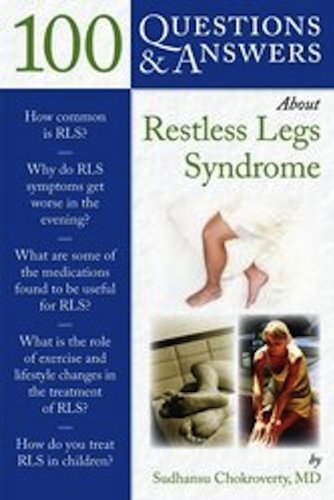 100 QUESTIONS
& ANSWERS
About
Restless Legs
Syndrome
How common
is RLS?
Why do RLS
symptoms get
worse in the
evening?
What are some of
the medications
found to be useful
for RLS?
What is the role
of exercise and
lifestyle changes in
the treatment
of RLS?
How do you treat
RLS in children?
by
Sudhansu Chokroverty, MD